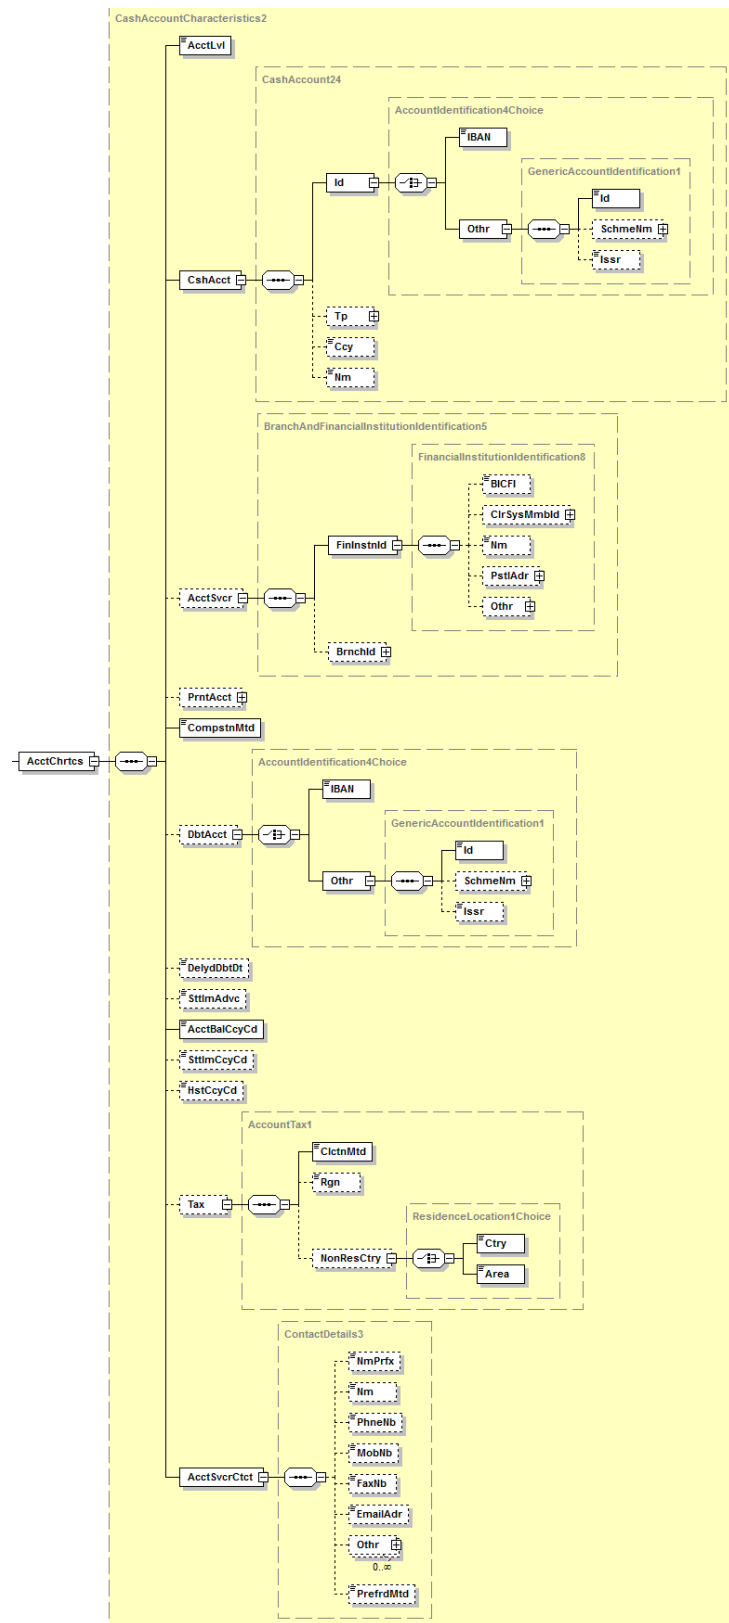 CashAccountCharacteristics2
AcctLvl
CashAccount24
AccountIdentification4Choice
IBAN
GenericAccountIdentification1
Id
Id
Othr
SchmeNm
Issr
CshAcct
Tp
Ccy
Nm
BranchAndFinancialInstitutionIdentification5
FinancialInstitutionIdentification8
BICFI
ClrSysMmbId
FinInstnId
Nm
PstlAdr
AcctSvcr
Othr
BrnchId
PrntAcct
CompstnMtd
AcctChrtcs
AccountIdentification4Choice
IBAN
GenericAccountIdentification1
DbtAcct
Id
Othr
SchmeNm
Issr
DelydDbtDt
SttlmAdvc
AcctBalCcyCd
SttlmCcyCd
HstCcyCd
AccountTax1
ClctnMtd
Rgn
Tax
ResidenceLocation1Choice
Ctry
NonResCtry
Area
ContactDetails3
NmPrfx
Nm
PhneNb
MobNb
AcctSvcrCtct
FaxNb
EmailAdr
Othr
0..∞
PrefrdMtd